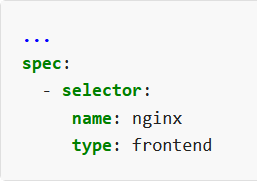 ...
spec:
  - selector:
     name: nginx
     type: frontend